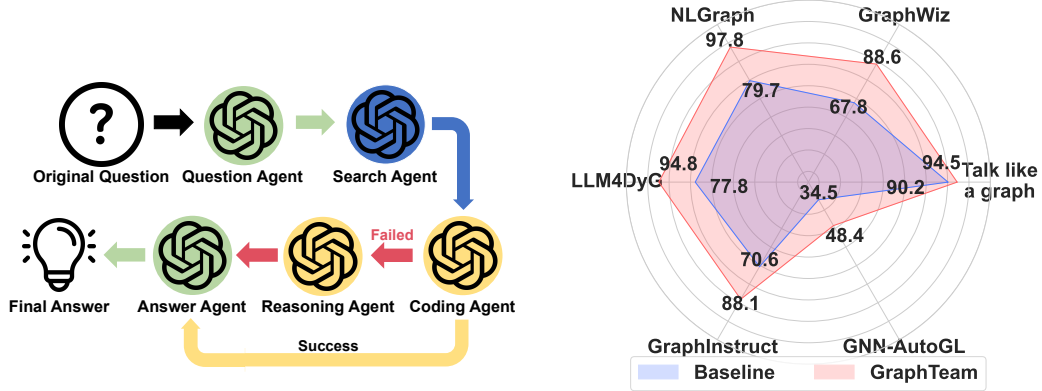 ?
Original Question
Question Agent
Search Agent
Failed
Final Answer
Answer Agent
Reasoning Agent
Coding Agent
Success
NLGraph
GraphWiz
97.8
88.6
79.7
67.8
LLM4DyG
94.8
77.8
94.5
90.2
Talk like
a graph
34.5
48.4
70.6
88.1
GraphInstruct
GNN-AutoGL
Baseline
GraphTeam